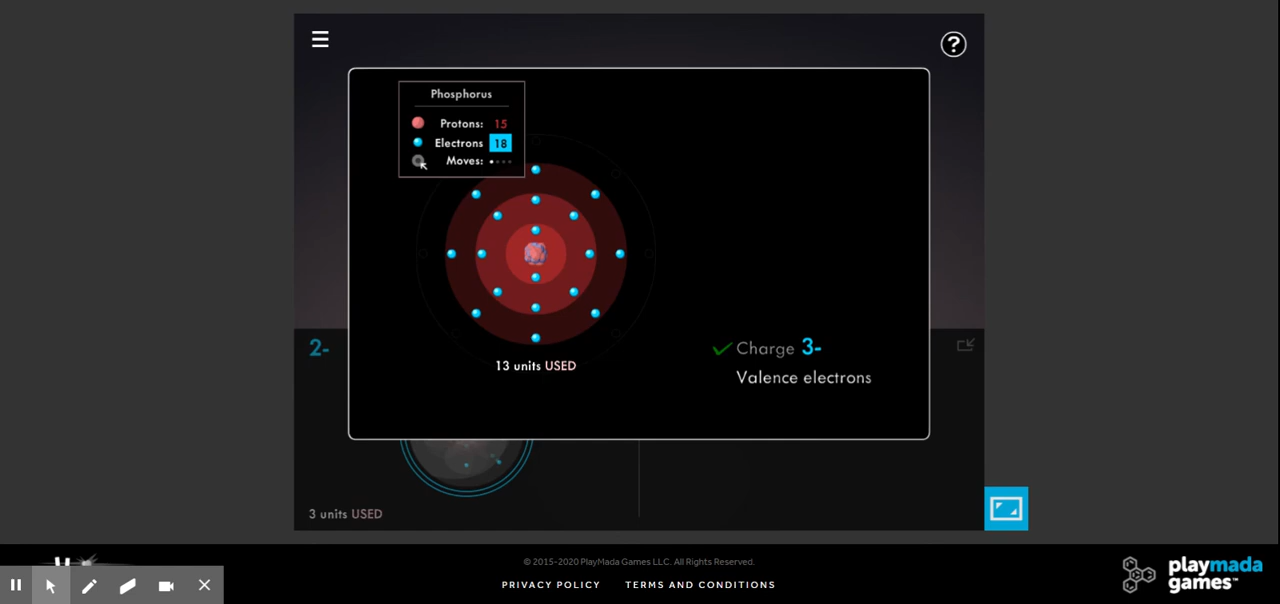 Phosphorus
Protons: 15
Electrons 18
Moves:
13 units USED
Charge 3-
Valence electrons
2-
3 units USED
?
© 2015-2020 PlayMada Games LLC. All Rights Reserved.
PRIVACY POLICY TERMS AND CONDITIONS
playmada
games™